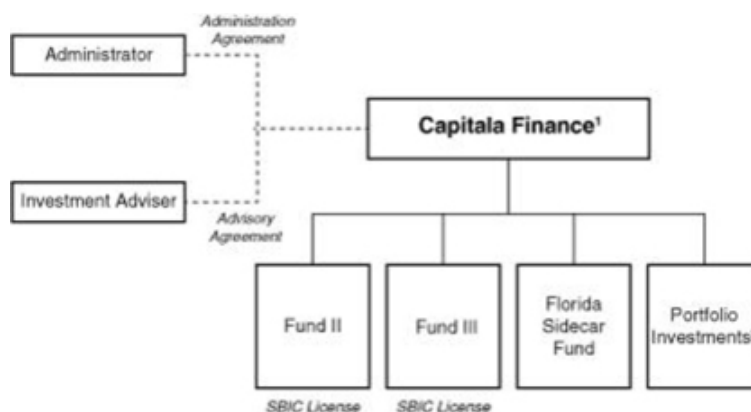 Administration
Agreement
Administrator
Capitala Finance¹
Investment Adviser
Advisory
Agreement
Fund II
Fund III
Florida
Sidecar
Fund
Portfolio
Investments
SBIC License
SBIC License